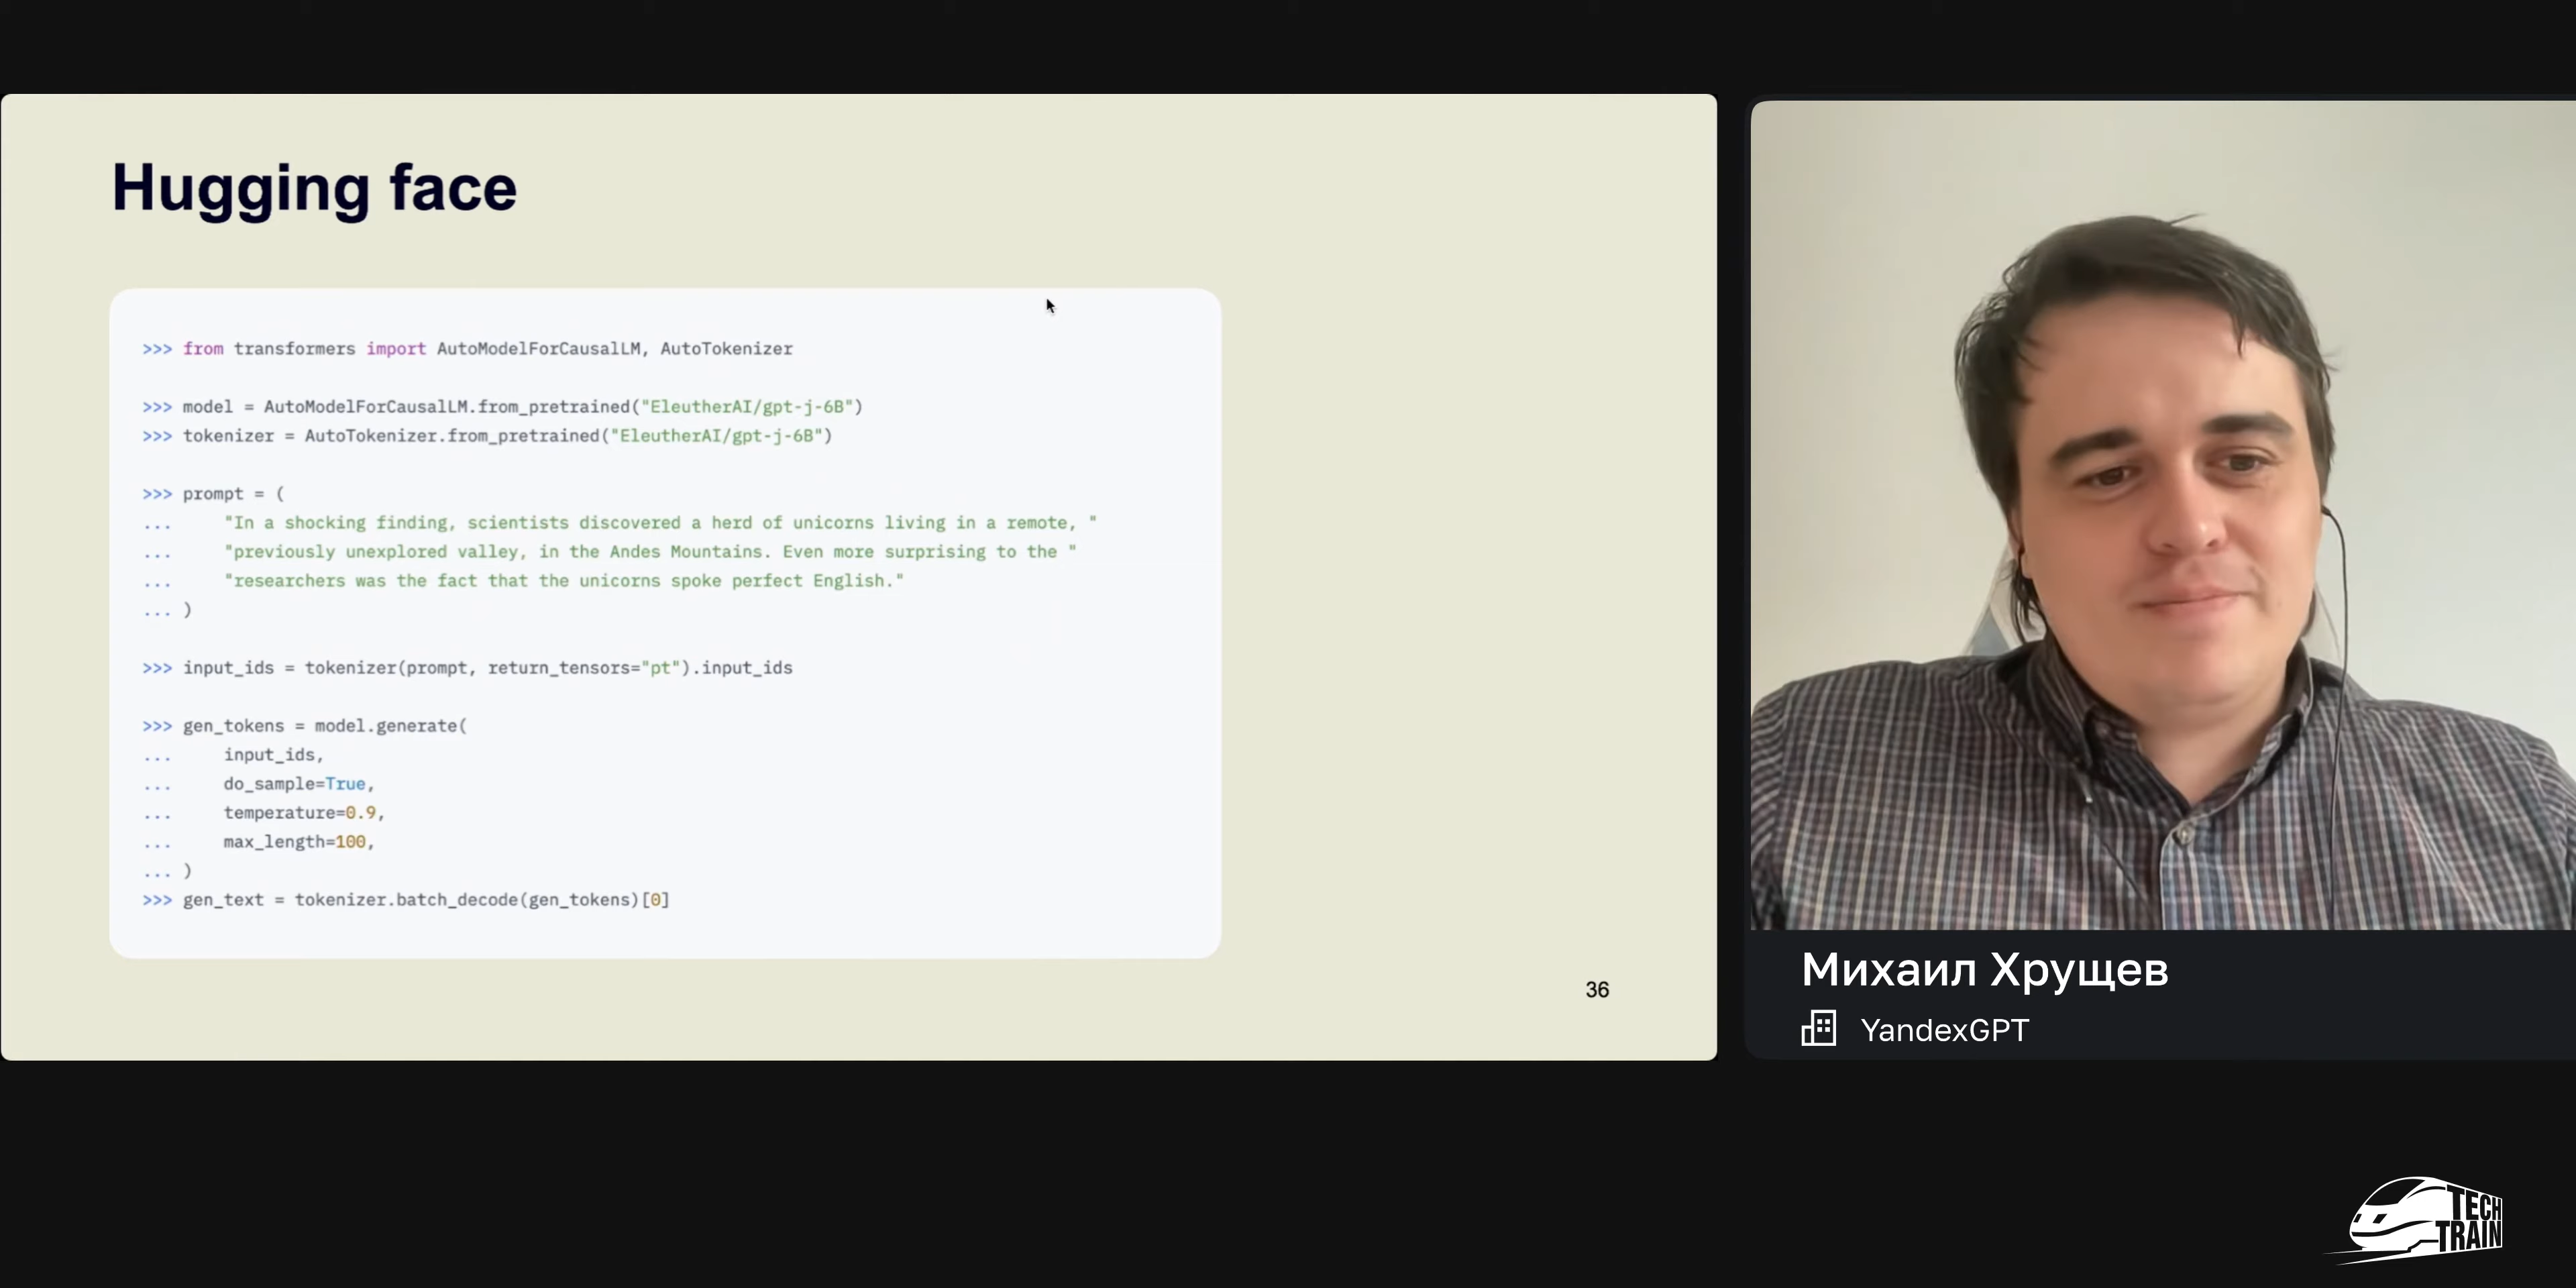 Hugging face
>>> from transformers import AutoModelForCausalLM, AutoTokenizer
>>> model = AutoModelForCausalLM.from_pretrained("EleutherAI/gpt-j-6B")
>>> tokenizer = AutoTokenizer.from_pretrained("EleutherAI/gpt-j-6B")
>>> prompt = (
...     "In a shocking finding, scientists discovered a herd of unicorns living in a remote, "
...     "previously unexplored valley, in the Andes Mountains. Even more surprising to the "
...     "researchers was the fact that the unicorns spoke perfect English."
... )
>>> input_ids = tokenizer(prompt, return_tensors="pt").input_ids
>>> gen_tokens = model.generate(
...     input_ids,
...     do_sample=True,
...     temperature=0.9,
...     max_length=100,
... )
>>> gen_text = tokenizer.batch_decode(gen_tokens)[0]
36
Михаил Хрущев
YandexGPT
TECH
TRAIN